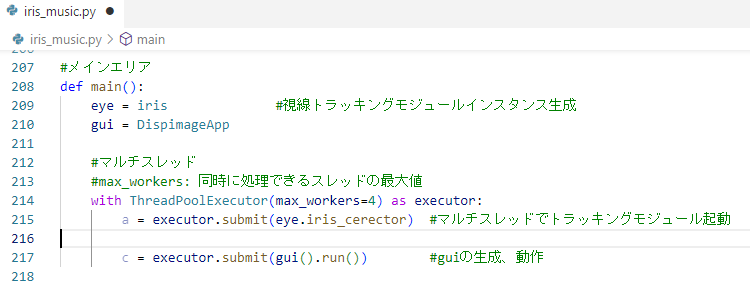 iris_music.py
iris_music.py > main
207 #メインエリア
208 def main():
209 eye = iris #視線トラッキングモジュールインスタンス生成
210 gui = DispimageApp
211
212 #マルチスレッド
213 #max_workers: 同時に処理できるスレッドの最大値
214 with ThreadPoolExecutor(max_workers=4) as executor:
215 a = executor.submit(eye.iris_cerector) #マルチスレッドでトラッキングモジュール起動
216
217 c = executor.submit(gui().run()) #guiの生成、動作
218